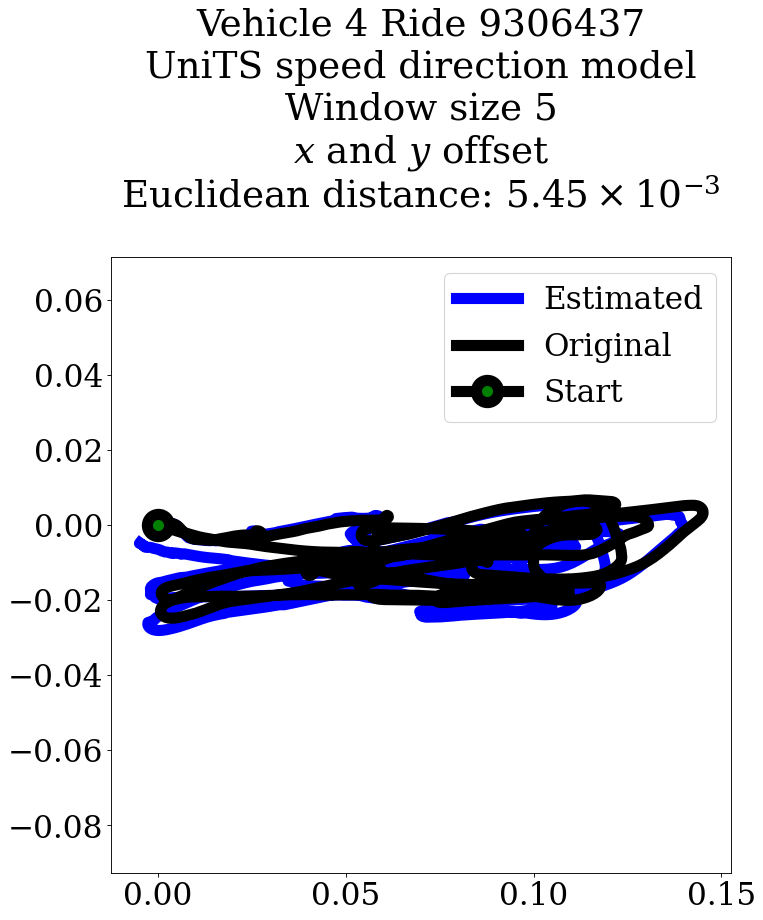 Vehicle 4 Ride 9306437
UniTS speed direction model
Window size 5
x and y offset
Euclidean distance: 5.45 × 10⁻³
Estimated
Original
Start
0.06
0.04
0.02
0.00
−0.02
−0.04
−0.06
−0.08
0.00 0.05 0.10 0.15